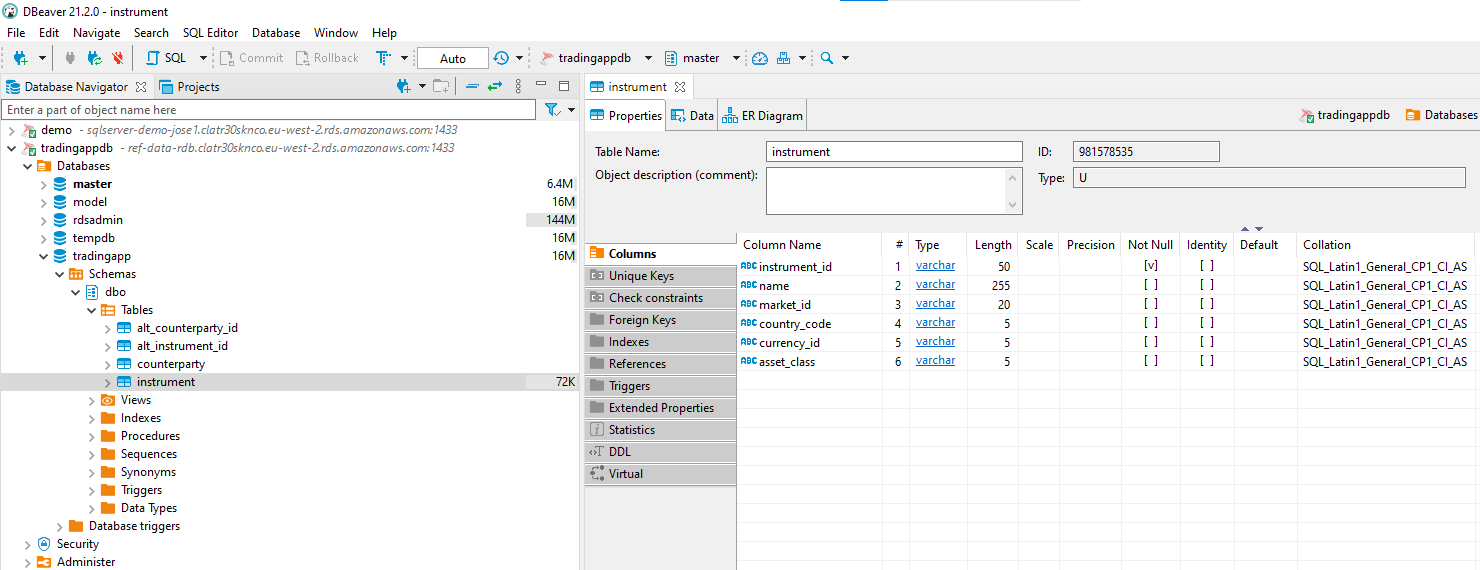 DBeaver 21.2.0 - instrument
File Edit Navigate Search SQL Editor Database Window Help
SQL Commit Rollback Auto tradingappdb master
Database Navigator Projects
Enter a part of object name here
demo - sqlserver-demo-jose1.clatr30sknco.eu-west-2.rds.amazonaws.com:1433
tradingappdb - ref-data-rdb.clatr30sknco.eu-west-2.rds.amazonaws.com:1433
Databases
master 6.4M
model 16M
rdsadmin 144M
tempdb 16M
tradingapp 16M
Schemas
dbo
Tables
alt_counterparty_id
alt_instrument_id
counterparty
instrument 72K
Views
Indexes
Procedures
Sequences
Synonyms
Triggers
Data Types
Database triggers
Security
Administer
instrument
Properties Data ER Diagram tradingappdb Databases
Table Name: instrument ID: 981578535
Object description (comment): Type: U
Columns
Unique Keys
Check constraints
Foreign Keys
Indexes
References
Triggers
Extended Properties
Statistics
DDL
Virtual
Column Name # Type Length Scale Precision Not Null Identity Default Collation
ABC instrument_id 1 varchar 50 [v] [ ] SQL_Latin1_General_CP1_CI_AS
ABC name 2 varchar 255 [ ] [ ] SQL_Latin1_General_CP1_CI_AS
ABC market_id 3 varchar 20 [ ] [ ] SQL_Latin1_General_CP1_CI_AS
ABC country_code 4 varchar 5 [ ] [ ] SQL_Latin1_General_CP1_CI_AS
ABC currency_id 5 varchar 5 [ ] [ ] SQL_Latin1_General_CP1_CI_AS
ABC asset_class 6 varchar 5 [ ] [ ] SQL_Latin1_General_CP1_CI_AS